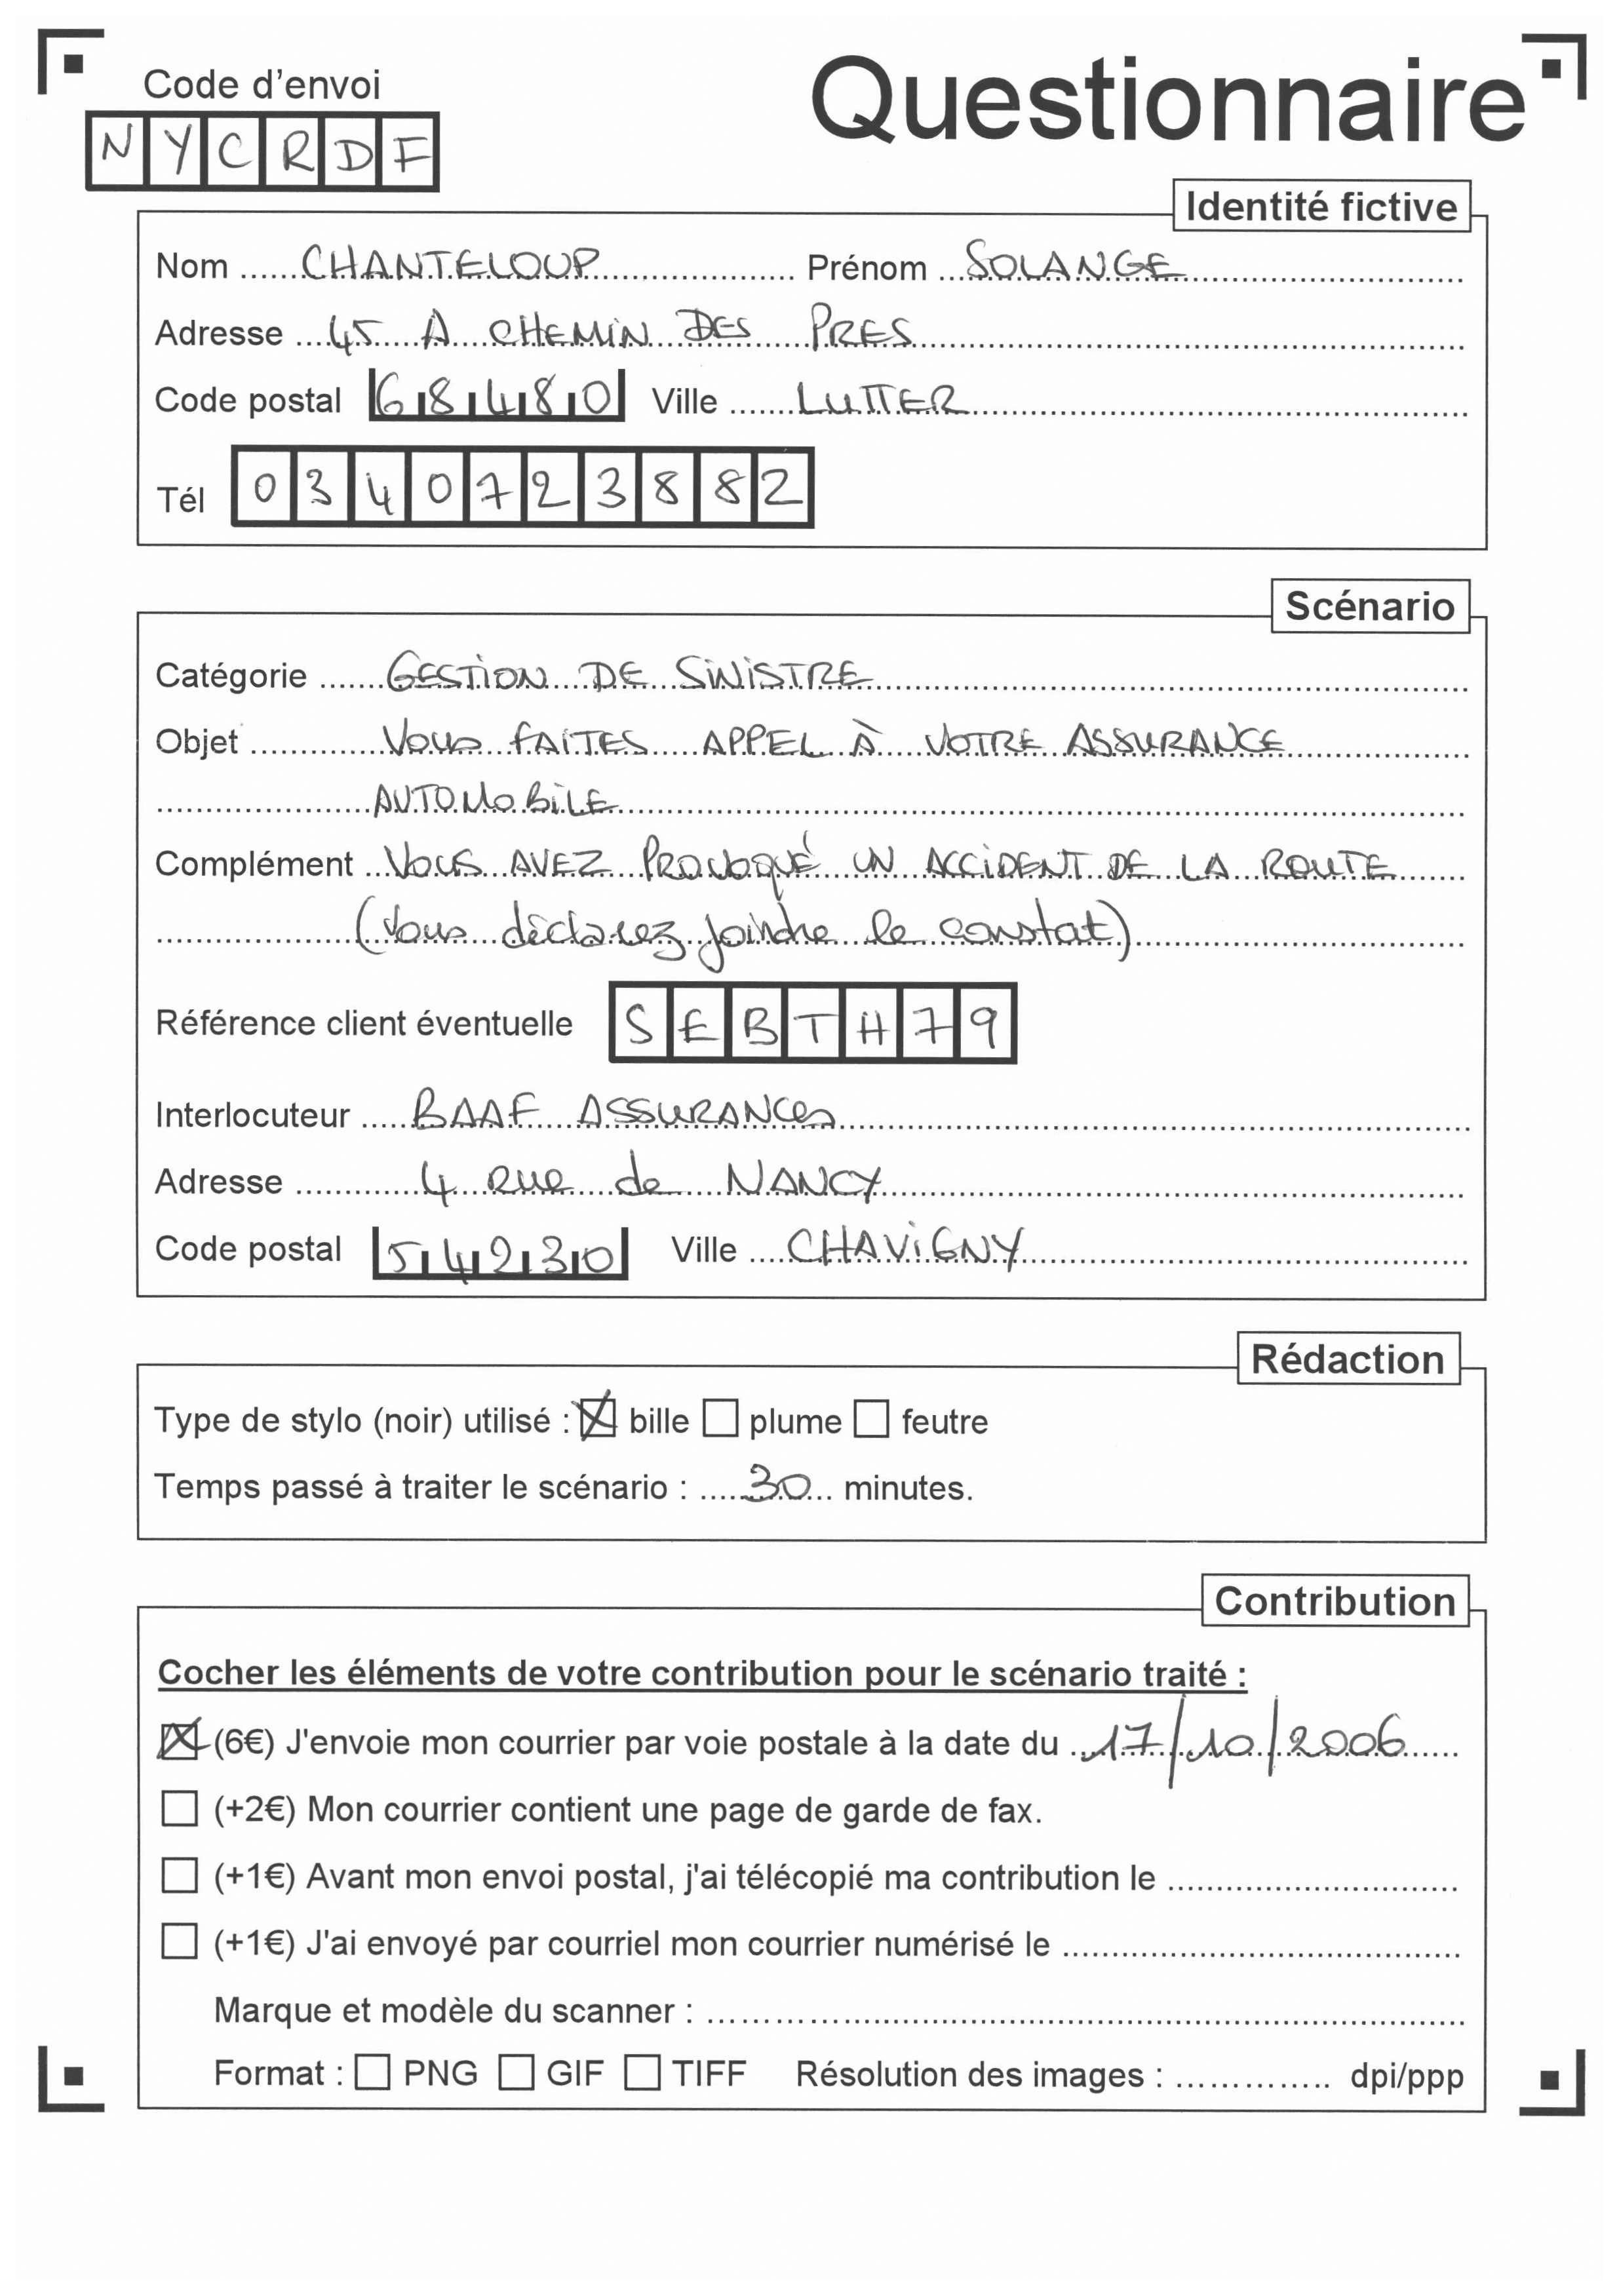 Code d'envoi
Questionnaire
NYCRDF
Identité fictive
Nom ...... CHANTELOUP ................ Prénom ... SOLANGE ......................
Adresse .... 45 A CHEMIN DES PRES ......................
Code postal 68480 Ville ...... LUTTER ......................
Tél 0340723882
Scénario
Catégorie ...... GESTION DE SINISTRE ......................
Objet ............ VOUS FAITES APPEL À VOTRE ASSURANCE ............
...................... AUTOMOBILE ......................
Complément .. VOUS AVEZ PROVOQUÉ UN ACCIDENT DE LA ROUTE ......
.................. (Vous déclarez joindre le constat) ......................
Référence client éventuelle SEBTH79
Interlocuteur ..... BAAF ASSURANCES ......................
Adresse ............ 4 Rue de NANCY ......................
Code postal 54230 Ville .... CHAVIGNY ......................
Rédaction
Type de stylo (noir) utilisé : ☒ bille ☐ plume ☐ feutre
Temps passé à traiter le scénario : ..... 30 ... minutes.
Contribution
Cocher les éléments de votre contribution pour le scénario traité :
☒ (6€) J'envoie mon courrier par voie postale à la date du .. 17/10/2006 ......
☐ (+2€) Mon courrier contient une page de garde de fax.
☐ (+1€) Avant mon envoi postal, j'ai télécopié ma contribution le ............................
☐ (+1€) J'ai envoyé par courriel mon courrier numérisé le ......................................
Marque et modèle du scanner : ......................................................................
Format : ☐ PNG ☐ GIF ☐ TIFF Résolution des images : .............. dpi/ppp